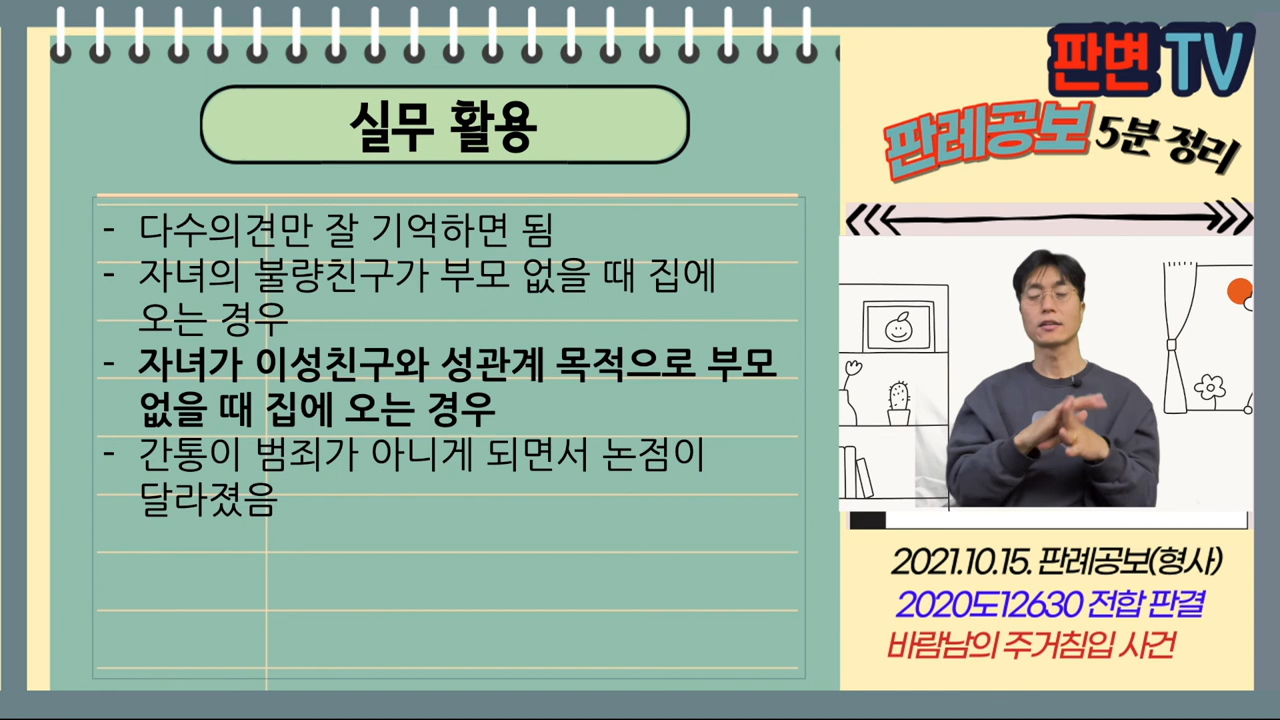 판변 TV
판례공보 5분 정리
실무 활용
- 다수의견만 잘 기억하면 됨
- 자녀의 불량친구가 부모 없을 때 집에
오는 경우
- 자녀가 이성친구와 성관계 목적으로 부모
없을 때 집에 오는 경우
- 간통이 범죄가 아니게 되면서 논점이
달라졌음
2021.10.15. 판례공보(형사)
2020도12630 전합 판결
바람남의 주거침입 사건